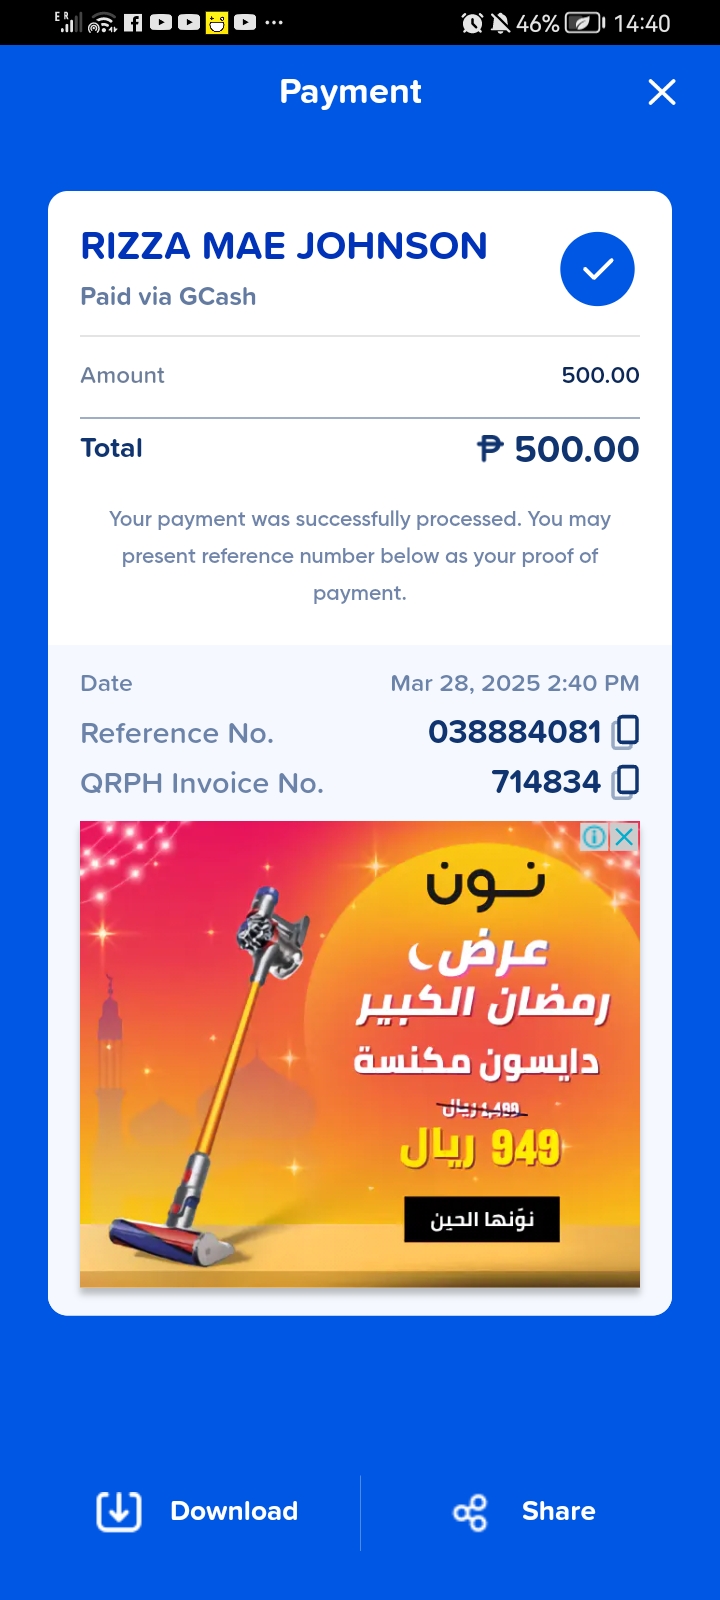 E R
46%
14:40
Payment
RIZZA MAE JOHNSON
Paid via GCash
Amount
500.00
Total
₱ 500.00
Your payment was successfully processed. You may
present reference number below as your proof of
payment.
Date
Mar 28, 2025 2:40 PM
Reference No.
038884081
QRPH Invoice No.
714834
نون
عرض
رمضان الكبير
دايسون مكنسة
1,499 ريال
949 ريال
نوّنها الحين
Download
Share